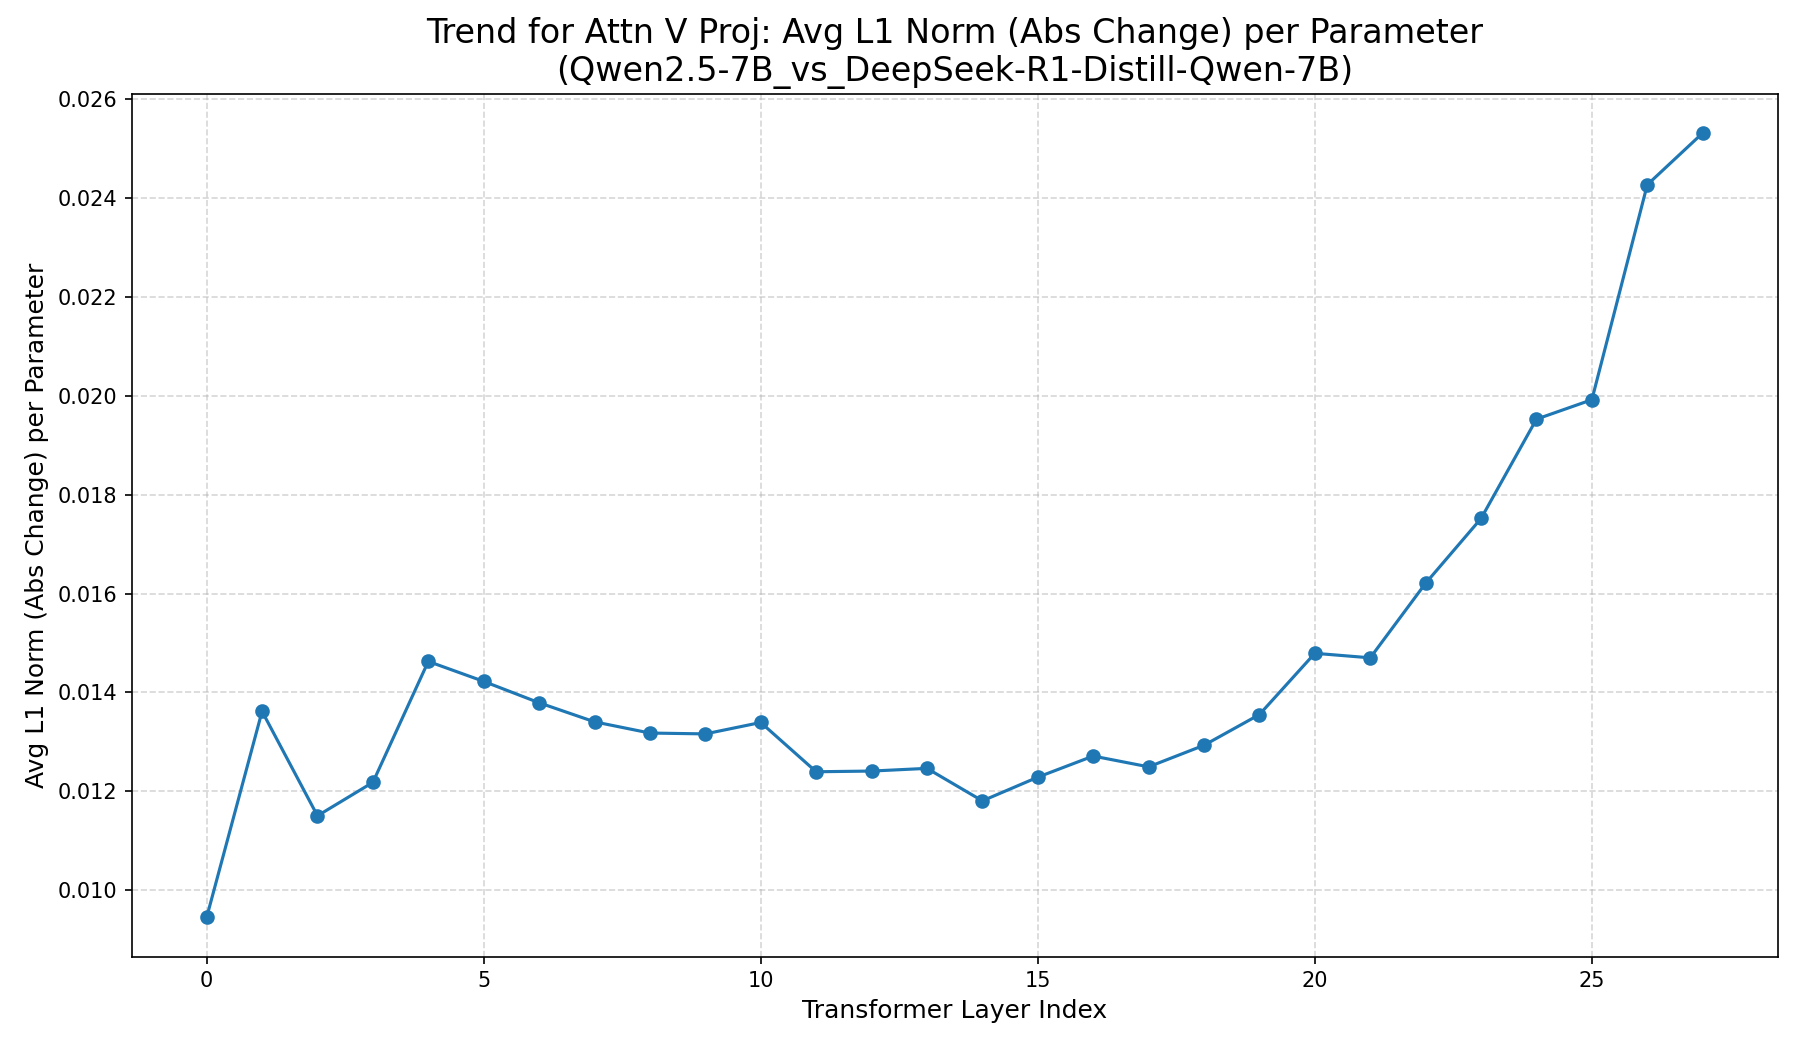 Trend for Attn V Proj: Avg L1 Norm (Abs Change) per Parameter
(Qwen2.5-7B_vs_DeepSeek-R1-Distill-Qwen-7B)
Avg L1 Norm (Abs Change) per Parameter
0.026
0.024
0.022
0.020
0.018
0.016
0.014
0.012
0.010
0 5 10 15 20 25
Transformer Layer Index